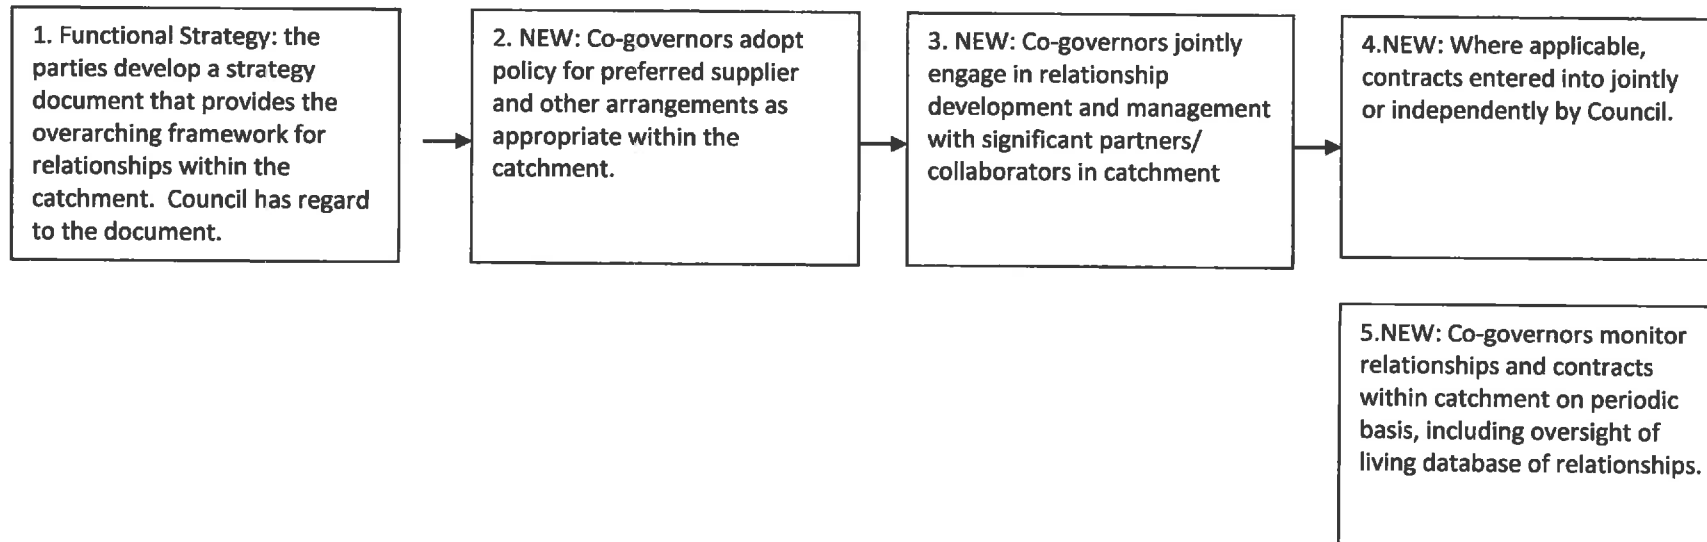 1. Functional Strategy: the
parties develop a strategy
document that provides the
overarching framework for
relationships within the
catchment. Council has regard
to the document.
2. NEW: Co-governors adopt
policy for preferred supplier
and other arrangements as
appropriate within the
catchment.
3. NEW: Co-governors jointly
engage in relationship
development and management
with significant partners/
collaborators in catchment
4.NEW: Where applicable,
contracts entered into jointly
or independently by Council.
5.NEW: Co-governors monitor
relationships and contracts
within catchment on periodic
basis, including oversight of
living database of relationships.